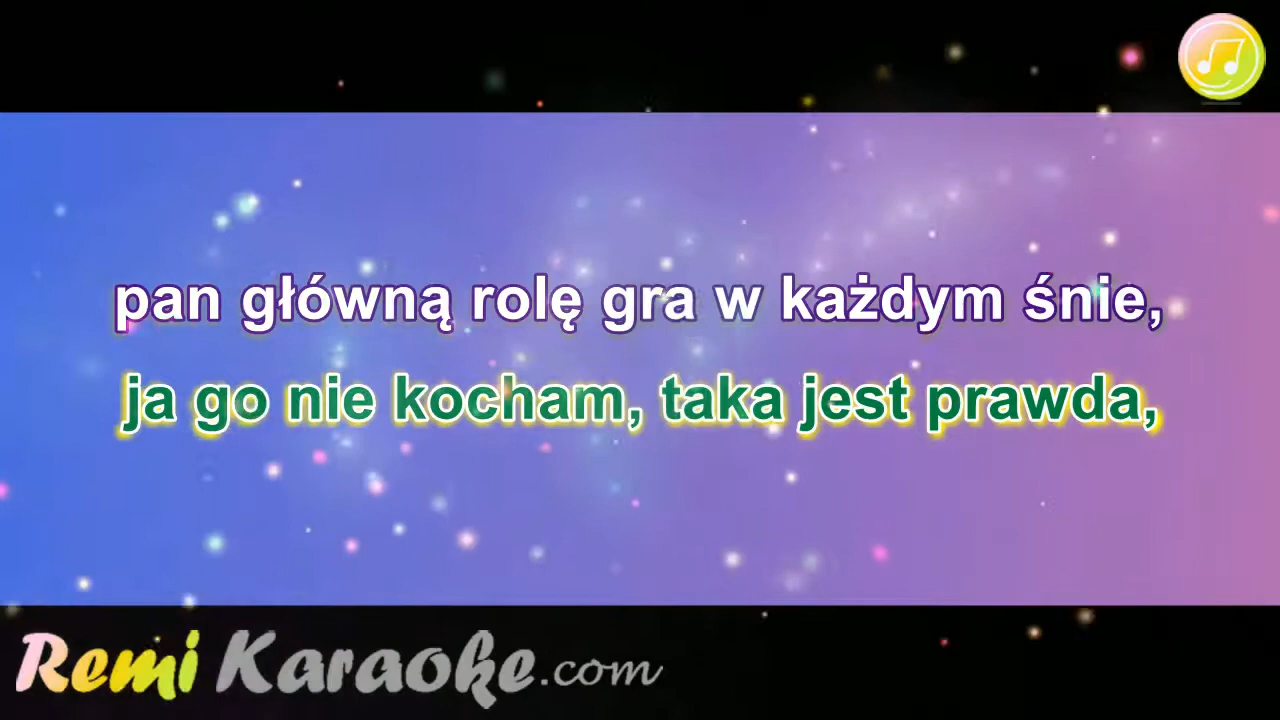 pan główną rolę gra w każdym śnie,
ja go nie kocham, taka jest prawda,
Remi Karaoke.com